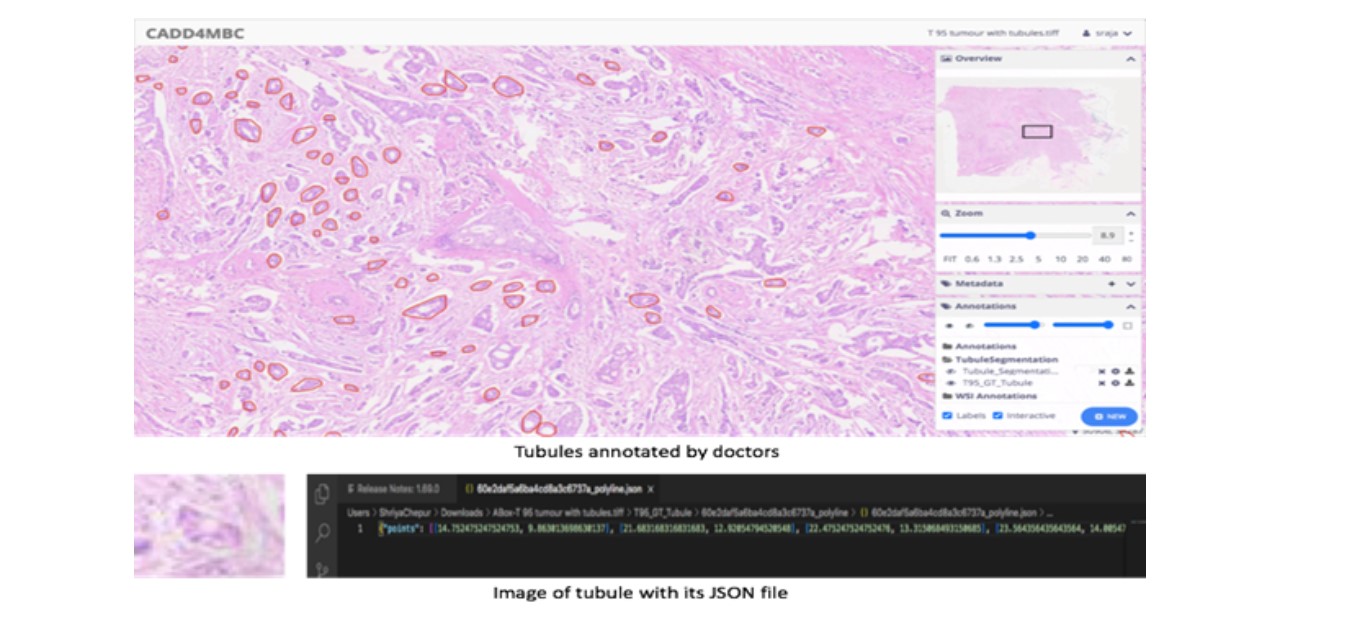 CADD4MBC
T 95 tumour with tubules.tiff sraja
Overview
Zoom
8.9
FIT 0.6 1.3 2.5 5 10 20 40 80
Metadata
Annotations
Annotations
TubuleSegmentation
Tubule_Segmentati...
T95_GT_Tubule
WSI Annotations
Labels Interactive NEW
Tubules annotated by doctors
Release Notes: 1.69.0 {} 60e2daf5a6ba4cd8a3c6737a_polyline.json ×
Users > ShriyaChepur > Downloads > ABox-T 95 tumour with tubules.tiff > T95_GT_Tubule > 60e2daf5a6ba4cd8a3c6737a_polyline > {} 60e2daf5a6ba4cd8a3c6737a_polyline.json > ...
1 {"points": [[14.752475247524753, 9.863013698630137], [21.683168316831683, 12.92054794520548], [22.475247524752476, 13.315068493150685], [23.564356435643564, 14.00547
Image of tubule with its JSON file